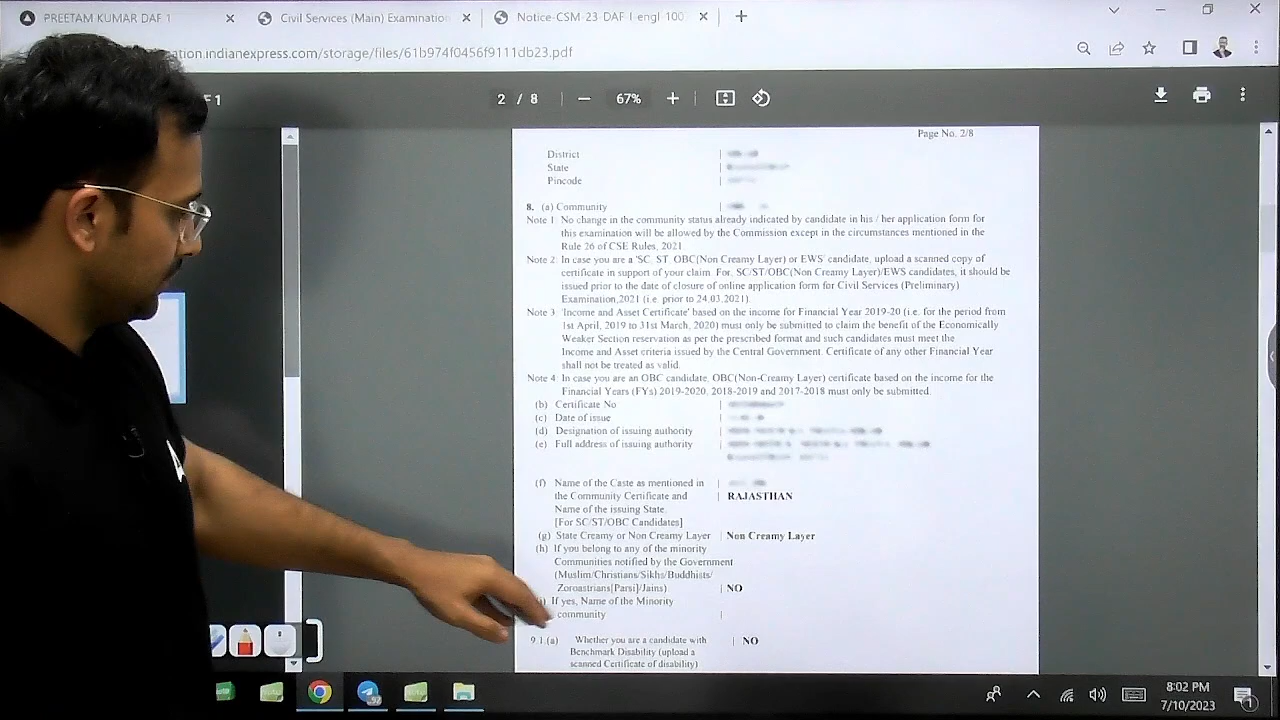 PREETAM KUMAR DAF 1
Civil Services (Main) Examination
Notice-CSM-23-DAF-I-engl-100
ation.indianexpress.com/storage/files/61b974f0456f9111db23.pdf
F 1
2 / 8
67%
Page No. 2/8
District
State
Pincode
8. (a) Community
Note 1: No change in the community status already indicated by candidate in his / her application form for
this examination will be allowed by the Commission except in the circumstances mentioned in the
Rule 26 of CSE Rules, 2021
Note 2: In case you are a 'SC, ST, OBC(Non Creamy Layer) or EWS' candidate, upload a scanned copy of
certificate in support of your claim. For, SC/ST/OBC(Non Creamy Layer)/EWS candidates, it should be
issued prior to the date of closure of online application form for Civil Services (Preliminary)
Examination,2021 (i.e. prior to 24.03.2021).
Note 3: 'Income and Asset Certificate' based on the income for Financial Year 2019-20 (i.e. for the period from
1st April, 2019 to 31st March, 2020) must only be submitted to claim the benefit of the Economically
Weaker Section reservation as per the prescribed format and such candidates must meet the
Income and Asset criteria issued by the Central Government. Certificate of any other Financial Year
shall not be treated as valid.
Note 4: In case you are an OBC candidate, OBC(Non-Creamy Layer) certificate based on the income for the
Financial Years (FYs) 2019-2020, 2018-2019 and 2017-2018 must only be submitted.
(b) Certificate No
(c) Date of issue
(d) Designation of issuing authority
(e) Full address of issuing authority
(f) Name of the Caste as mentioned in
the Community Certificate and | RAJASTHAN
Name of the issuing State.
[For SC/ST/OBC Candidates]
(g) State Creamy or Non Creamy Layer | Non Creamy Layer
(h) If you belong to any of the minority
Communities notified by the Government
(Muslim/Christians/Sikhs/Buddhists/
Zoroastrians[Parsi]/Jains) | NO
If yes, Name of the Minority
community |
9.1.(a) Whether you are a candidate with | NO
Benchmark Disability (upload a
scanned Certificate of disability)
92
8:02 PM
7/10/2023
1